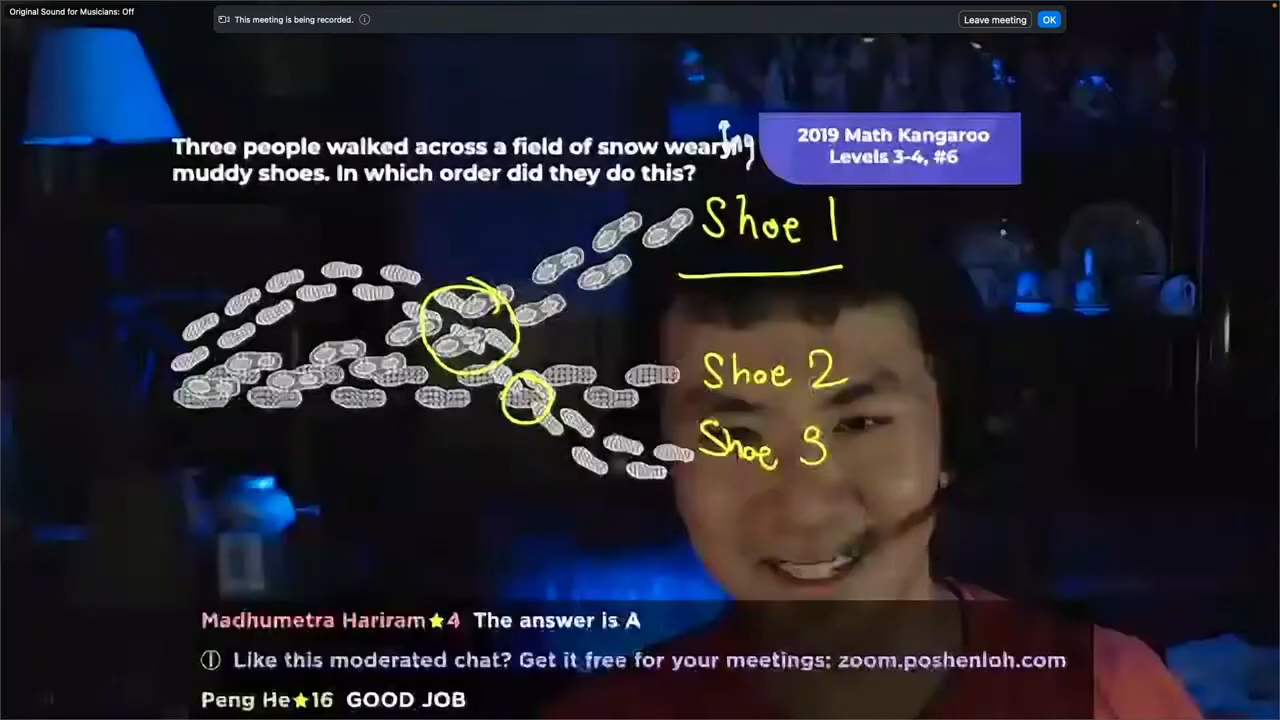 Original Sound for Musicians: Off
This meeting is being recorded.
Leave meeting
OK
Three people walked across a field of snow wearing
muddy shoes. In which order did they do this?
ing
2019 Math Kangaroo
Levels 3-4, #6
Shoe 1
Shoe 2
Shoe 3
Madhumetra Hariram★4 The answer is A
Like this moderated chat? Get it free for your meetings: zoom.poshenloh.com
Peng He★16 GOOD JOB